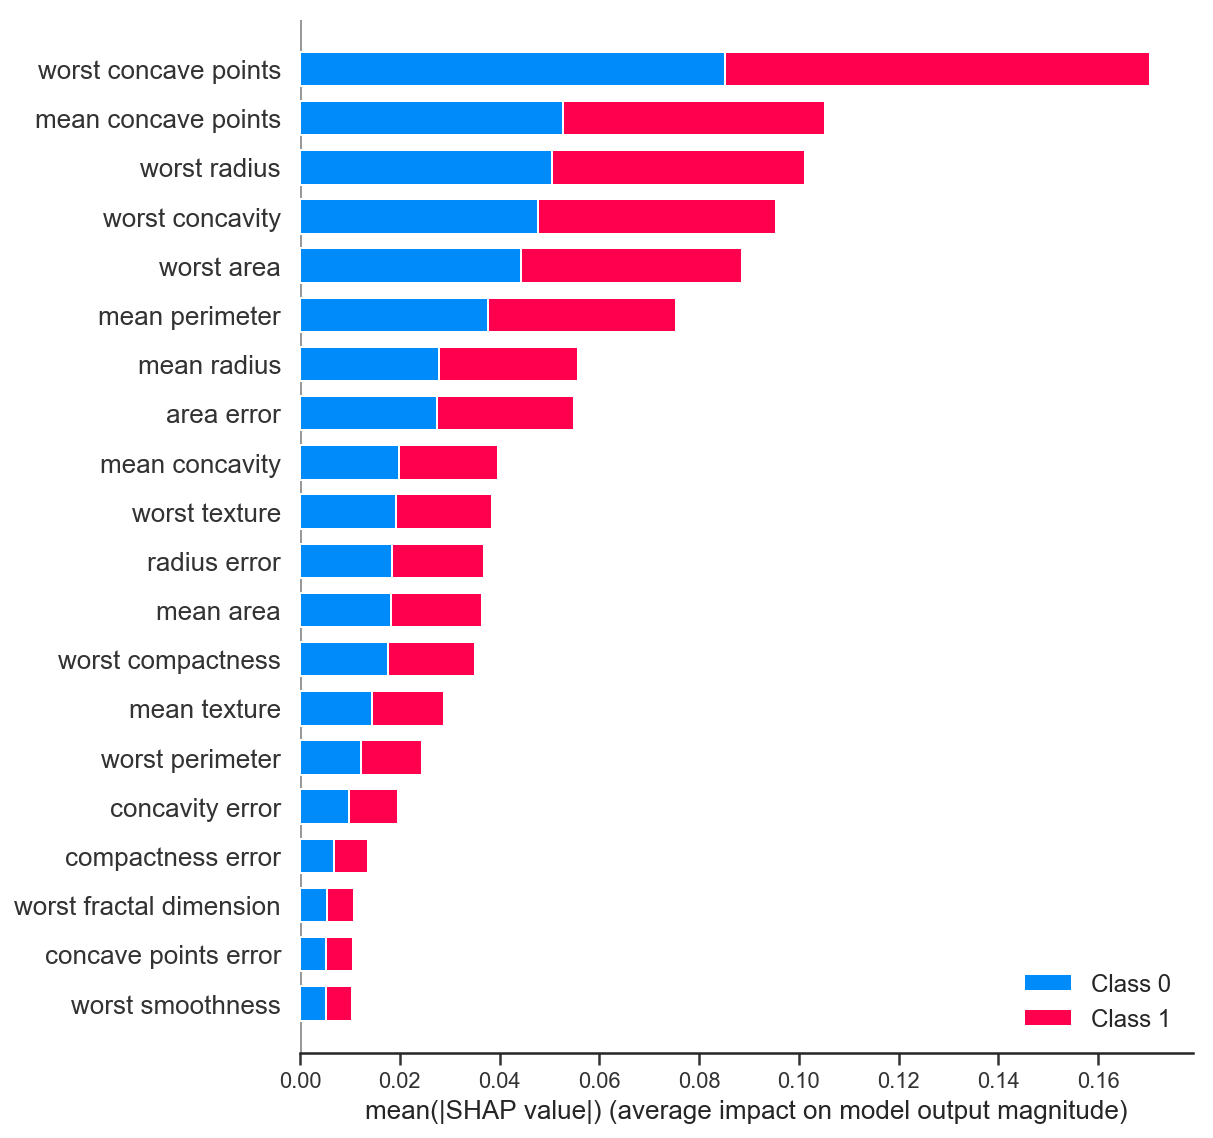 worst concave points
mean concave points
worst radius
worst concavity
worst area
mean perimeter
mean radius
area error
mean concavity
worst texture
radius error
mean area
worst compactness
mean texture
worst perimeter
concavity error
compactness error
worst fractal dimension
concave points error
worst smoothness
Class 0
Class 1
0.00 0.02 0.04 0.06 0.08 0.10 0.12 0.14 0.16
mean(|SHAP value|) (average impact on model output magnitude)